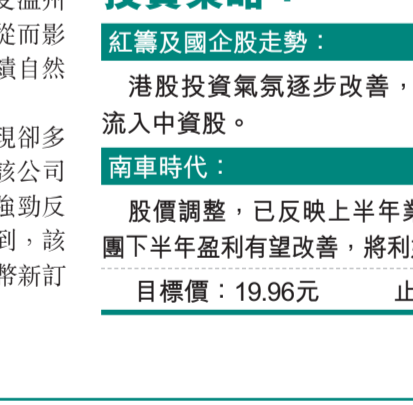 從而影
績自然
現卻多
該公司
強勁反
到，該
幣新訂
投資策略：
紅籌及國企股走勢：
港股投資氣氛逐步改善，
流入中資股。
南車時代：
股價調整，已反映上半年業
團下半年盈利有望改善，將利
目標價：19.96元